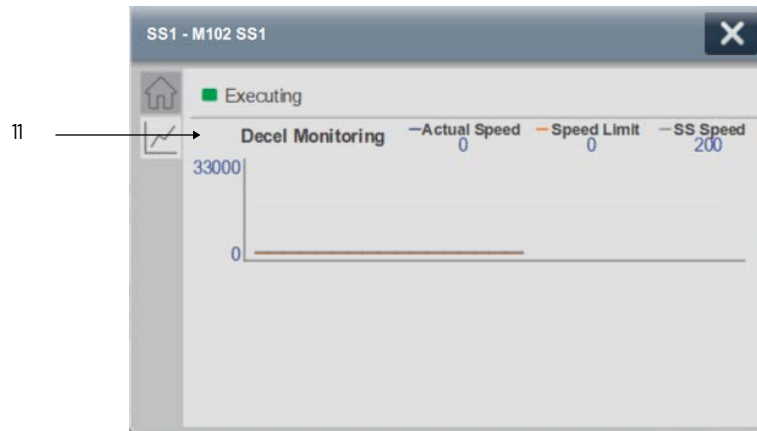 SS1 - M102 SS1
Executing
11
Decel Monitoring
Actual Speed
0
Speed Limit
0
SS Speed
200
33000
0